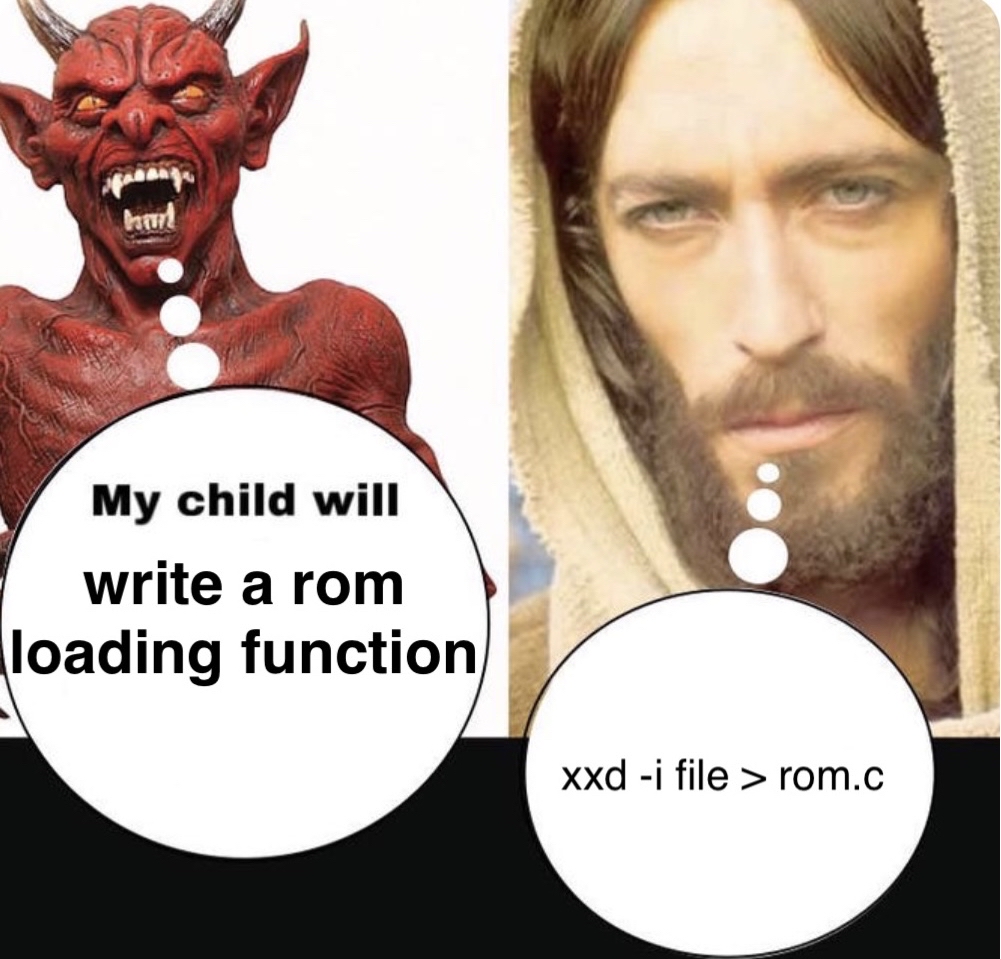 My child will
write a rom
loading function
xxd -i file > rom.c